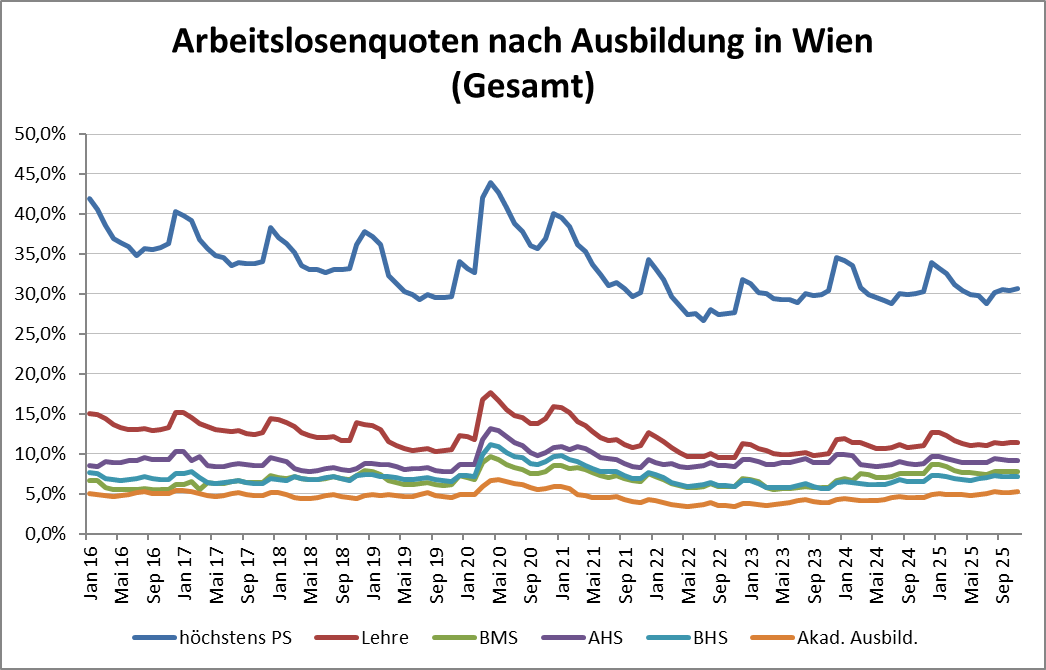 Arbeitslosenquoten nach Ausbildung in Wien
(Gesamt)
50,0%
45,0%
40,0%
35,0%
30,0%
25,0%
20,0%
15,0%
10,0%
5,0%
0,0%
Jan 16
Mai 16
Sep 16
Jan 17
Mai 17
Sep 17
Jan 18
Mai 18
Sep 18
Jan 19
Mai 19
Sep 19
Jan 20
Mai 20
Sep 20
Jan 21
Mai 21
Sep 21
Jan 22
Mai 22
Sep 22
Jan 23
Mai 23
Sep 23
Jan 24
Mai 24
Sep 24
Jan 25
Mai 25
Sep 25
höchstens PS Lehre BMS AHS BHS Akad. Ausbild.